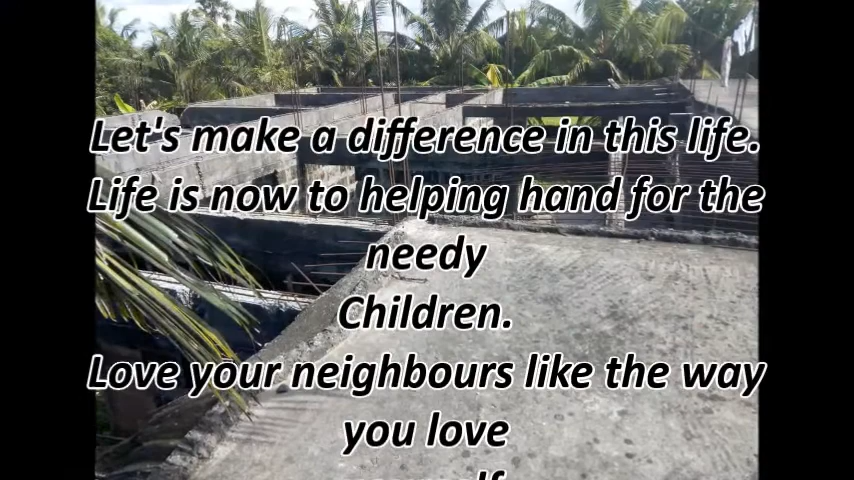 Let's make a difference in this life.
Life is now to helping hand for the
needy
Children.
Love your neighbours like the way
you love